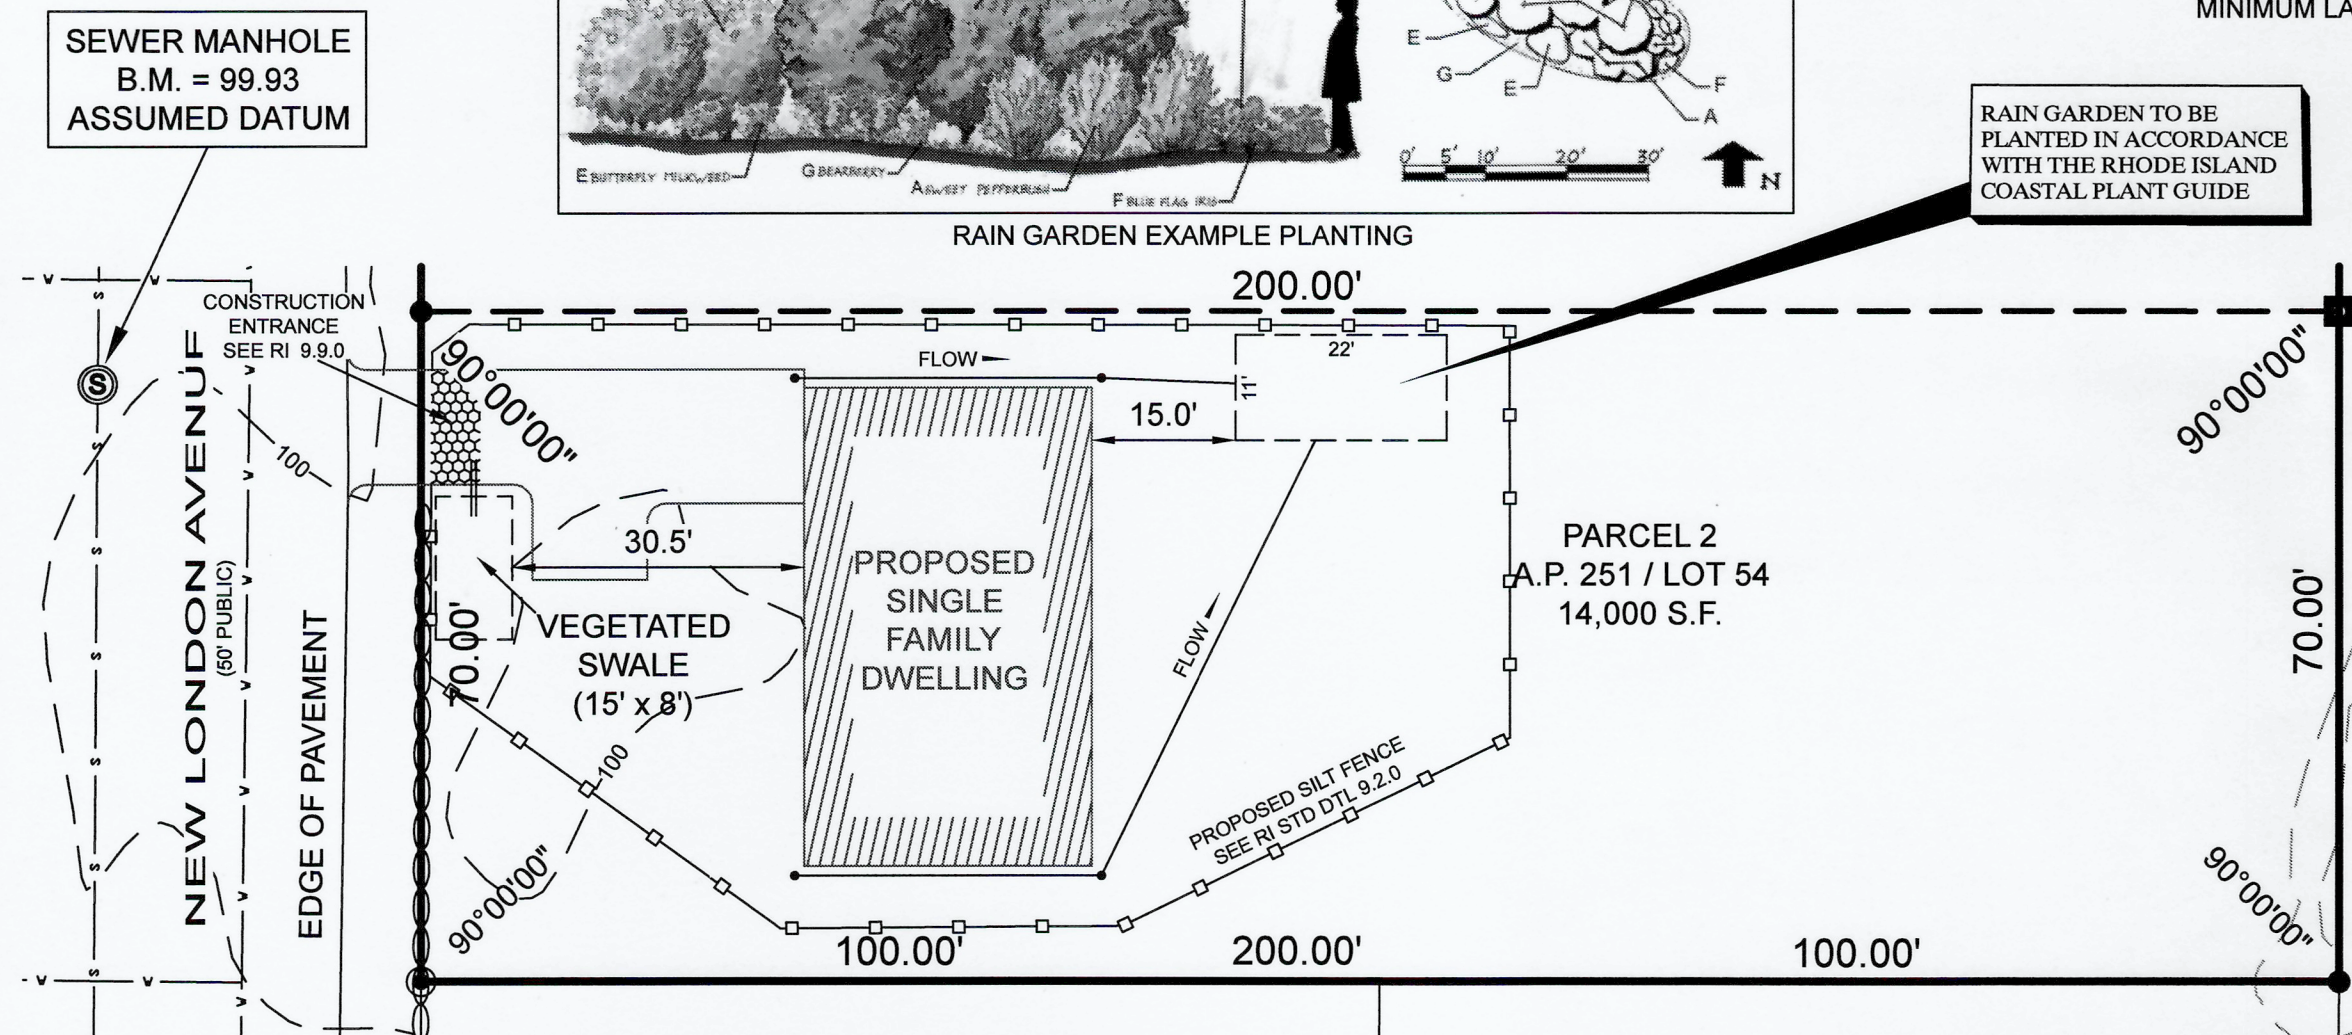 SEWER MANHOLE
B.M. = 99.93
ASSUMED DATUM
MINIMUM LA
E
G
E
F
A
RAIN GARDEN TO BE
PLANTED IN ACCORDANCE
WITH THE RHODE ISLAND
COASTAL PLANT GUIDE
0' 5' 10' 20' 30'
N
E BUTTERFLY MILKWEED
G BEARBERRY
A SWEET PEPPERBUSH
F BLUE FLAG IRIS
RAIN GARDEN EXAMPLE PLANTING
200.00'
CONSTRUCTION
ENTRANCE
SEE RI 9.9.0
S
NEW LONDON AVENUE
(50' PUBLIC)
EDGE OF PAVEMENT
100
90°00'00"
FLOW
22'
11'
15.0'
90°00'00"
30.5'
VEGETATED
SWALE
(15' x 8')
70.00'
PROPOSED
SINGLE
FAMILY
DWELLING
FLOW
PARCEL 2
A.P. 251 / LOT 54
14,000 S.F.
70.00'
100
PROPOSED SILT FENCE
SEE RI STD DTL 9.2.0
90°00'00"
90°00'00"
100.00'
200.00'
100.00'